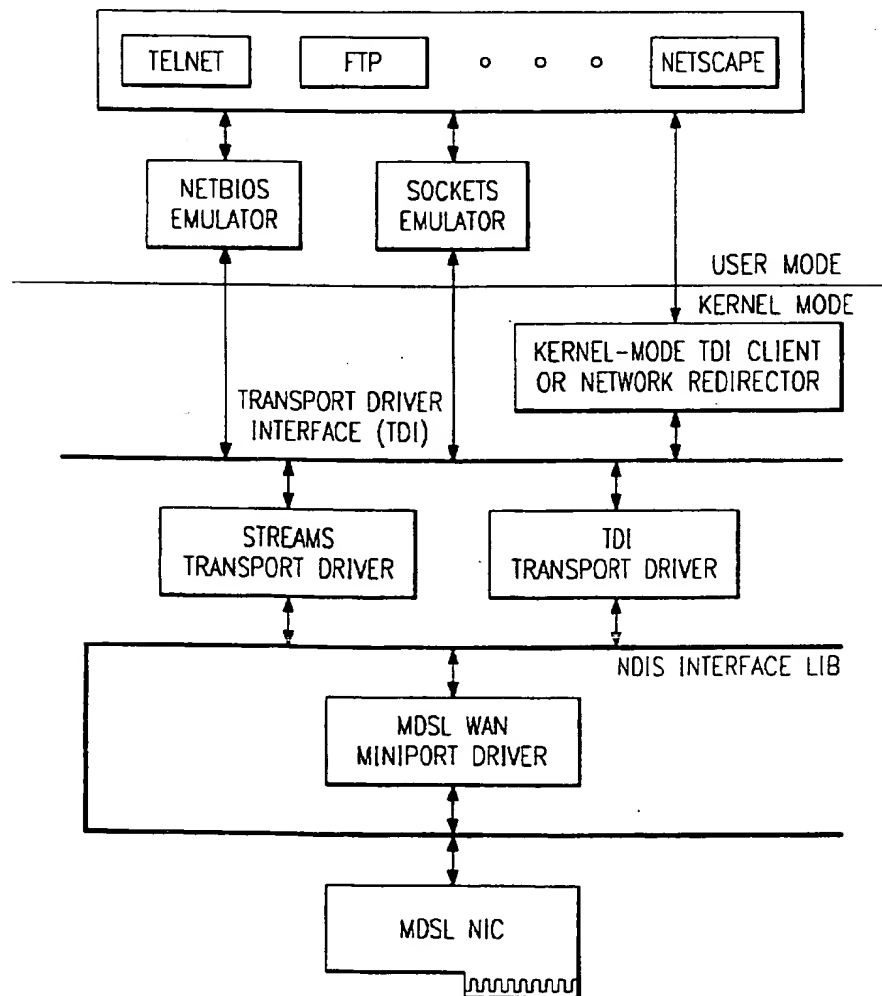 TELNET
FTP
NETSCAPE
NETBIOS
EMULATOR
SOCKETS
EMULATOR
USER MODE
KERNEL MODE
KERNEL-MODE TDI CLIENT
OR NETWORK REDIRECTOR
TRANSPORT DRIVER
INTERFACE (TDI)
STREAMS
TRANSPORT DRIVER
TDI
TRANSPORT DRIVER
NDIS INTERFACE LIB
MDSL WAN
MINIPORT DRIVER
MDSL NIC